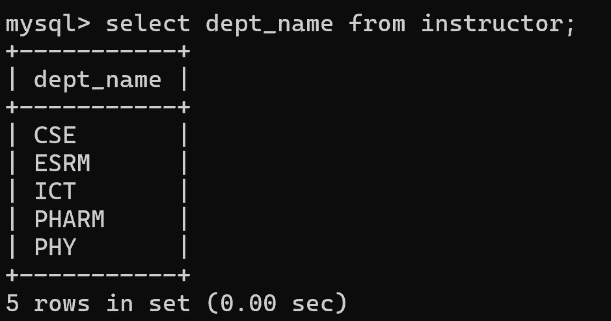 mysql> select dept_name from instructor;
+-----------+
| dept_name |
+-----------+
| CSE       |
| ESRM      |
| ICT       |
| PHARM     |
| PHY       |
+-----------+
5 rows in set (0.00 sec)